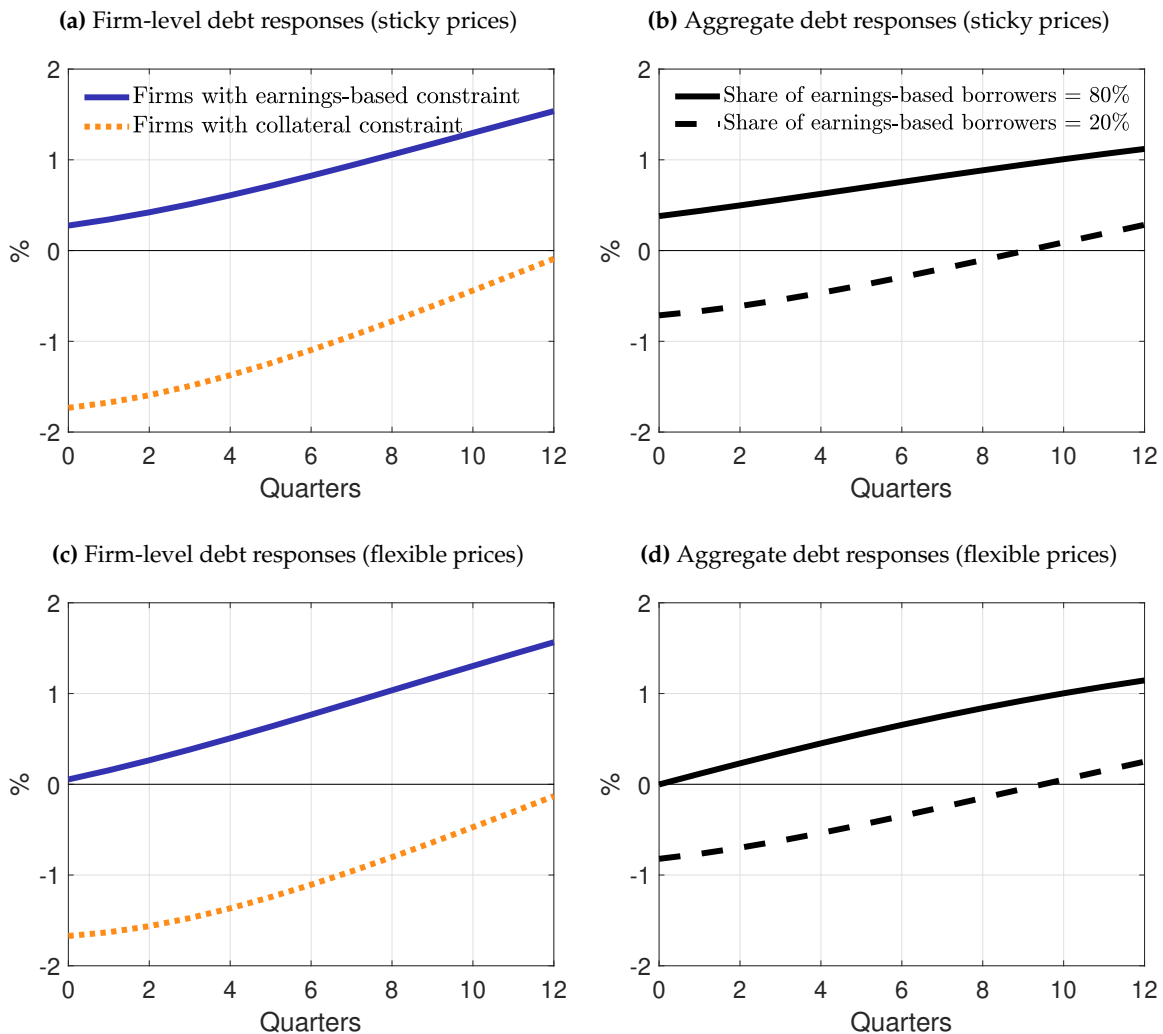 (a) Firm-level debt responses (sticky prices)
2
1
0
-1
-2
%
Firms with earnings-based constraint
Firms with collateral constraint
0 2 4 6 8 10 12
Quarters
(b) Aggregate debt responses (sticky prices)
2
1
0
-1
-2
%
Share of earnings-based borrowers = 80%
Share of earnings-based borrowers = 20%
0 2 4 6 8 10 12
Quarters
(c) Firm-level debt responses (flexible prices)
2
1
0
-1
-2
%
0 2 4 6 8 10 12
Quarters
(d) Aggregate debt responses (flexible prices)
2
1
0
-1
-2
%
0 2 4 6 8 10 12
Quarters